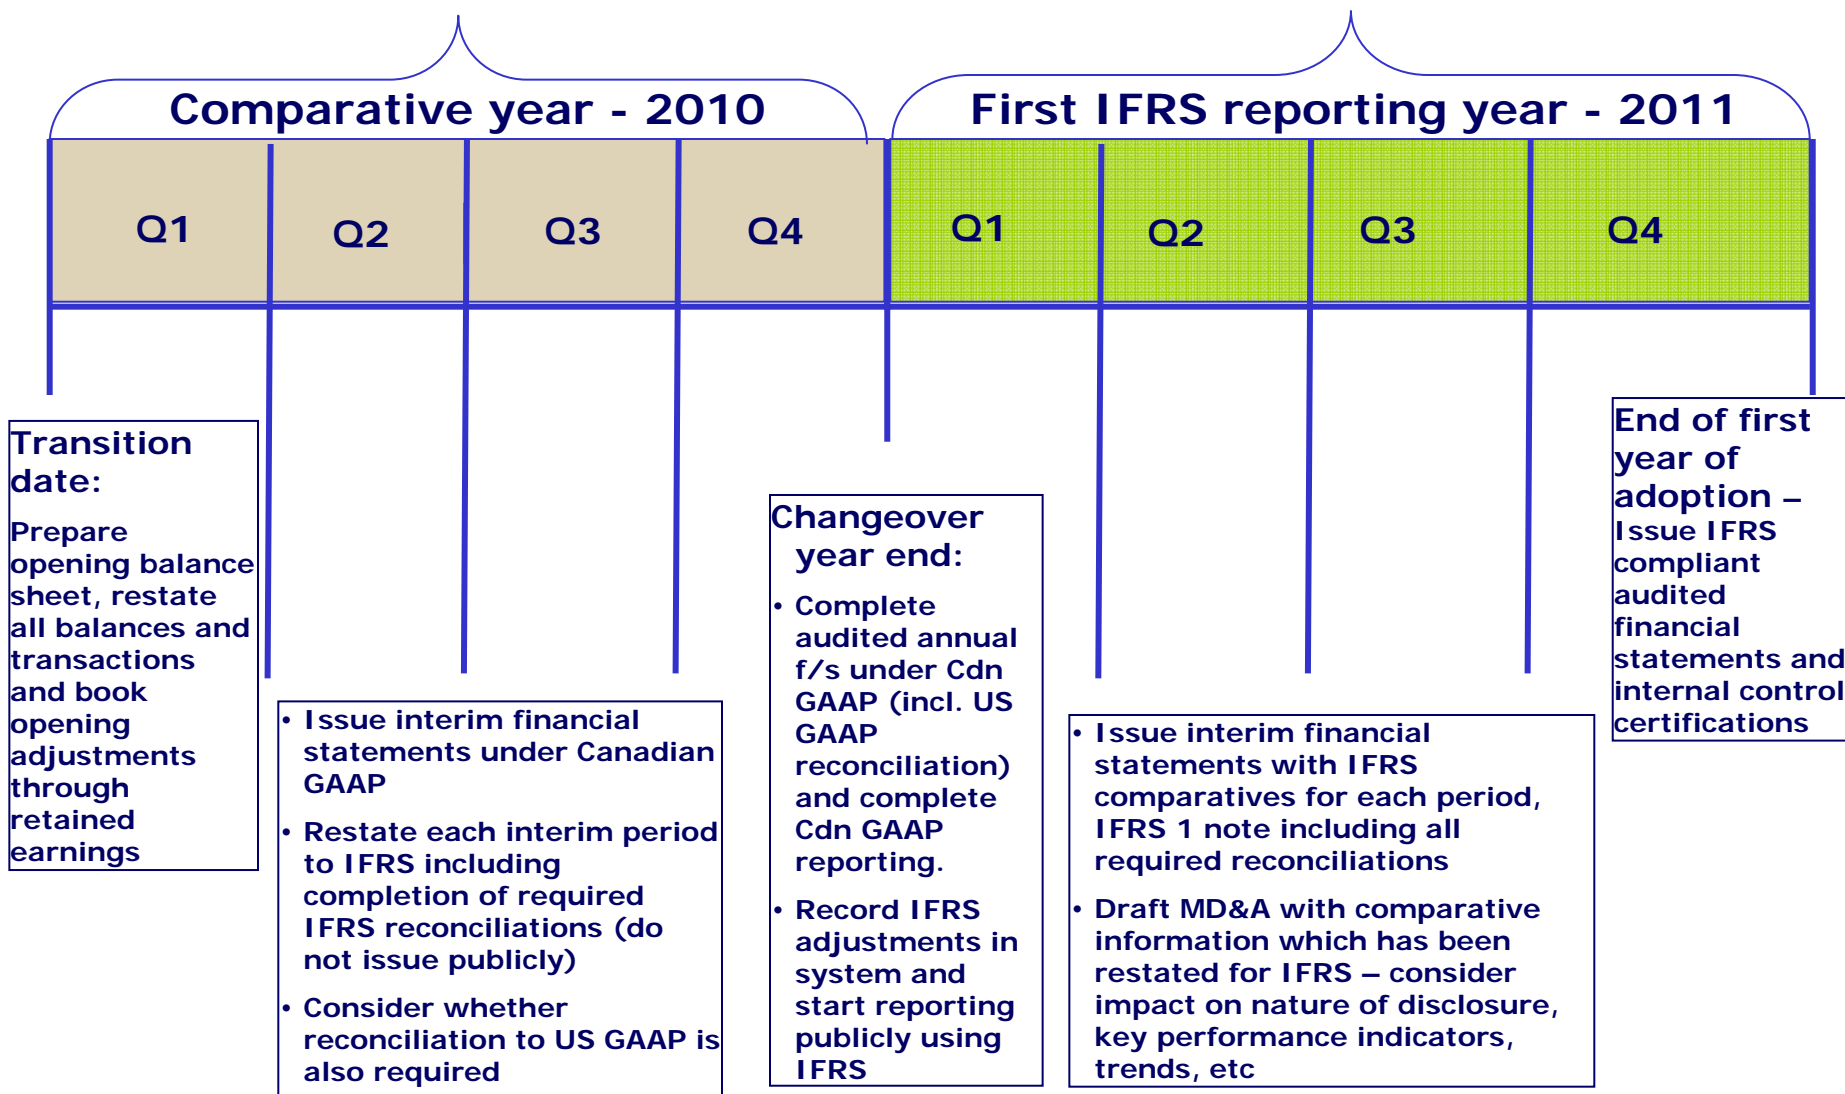 Comparative year - 2010
First IFRS reporting year - 2011
Q1
Q2
Q3
Q4
Q1
Q2
Q3
Q4
Transition
date:
Prepare
opening balance
sheet, restate
all balances and
transactions
and book
opening
adjustments
through
retained
earnings
• Issue interim financial
statements under Canadian
GAAP
• Restate each interim period
to IFRS including
completion of required
IFRS reconciliations (do
not issue publicly)
• Consider whether
reconciliation to US GAAP is
also required
Changeover
year end:
• Complete
audited annual
f/s under Cdn
GAAP (incl. US
GAAP
reconciliation)
and complete
Cdn GAAP
reporting.
• Record IFRS
adjustments in
system and
start reporting
publicly using
IFRS
• Issue interim financial
statements with IFRS
comparatives for each period,
IFRS 1 note including all
required reconciliations
• Draft MD&A with comparative
information which has been
restated for IFRS – consider
impact on nature of disclosure,
key performance indicators,
trends, etc
End of first
year of
adoption –
Issue IFRS
compliant
audited
financial
statements and
internal control
certifications